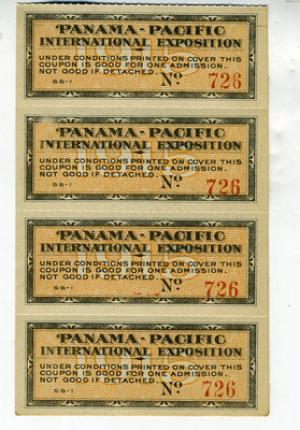 PANAMA - PACIFIC
INTERNATIONAL EXPOSITION
UNDER CONDITIONS PRINTED ON COVER THIS
COUPON IS GOOD FOR ONE ADMISSION.
NOT GOOD IF DETACHED.
Nº 726
SS-1
PANAMA - PACIFIC
INTERNATIONAL EXPOSITION
UNDER CONDITIONS PRINTED ON COVER THIS
COUPON IS GOOD FOR ONE ADMISSION.
NOT GOOD IF DETACHED.
Nº 726
SS-1
PANAMA - PACIFIC
INTERNATIONAL EXPOSITION
UNDER CONDITIONS PRINTED ON COVER THIS
COUPON IS GOOD FOR ONE ADMISSION.
NOT GOOD IF DETACHED.
Nº 726
SS-1
PANAMA - PACIFIC
INTERNATIONAL EXPOSITION
UNDER CONDITIONS PRINTED ON COVER THIS
COUPON IS GOOD FOR ONE ADMISSION.
NOT GOOD IF DETACHED.
Nº 726
SS-1